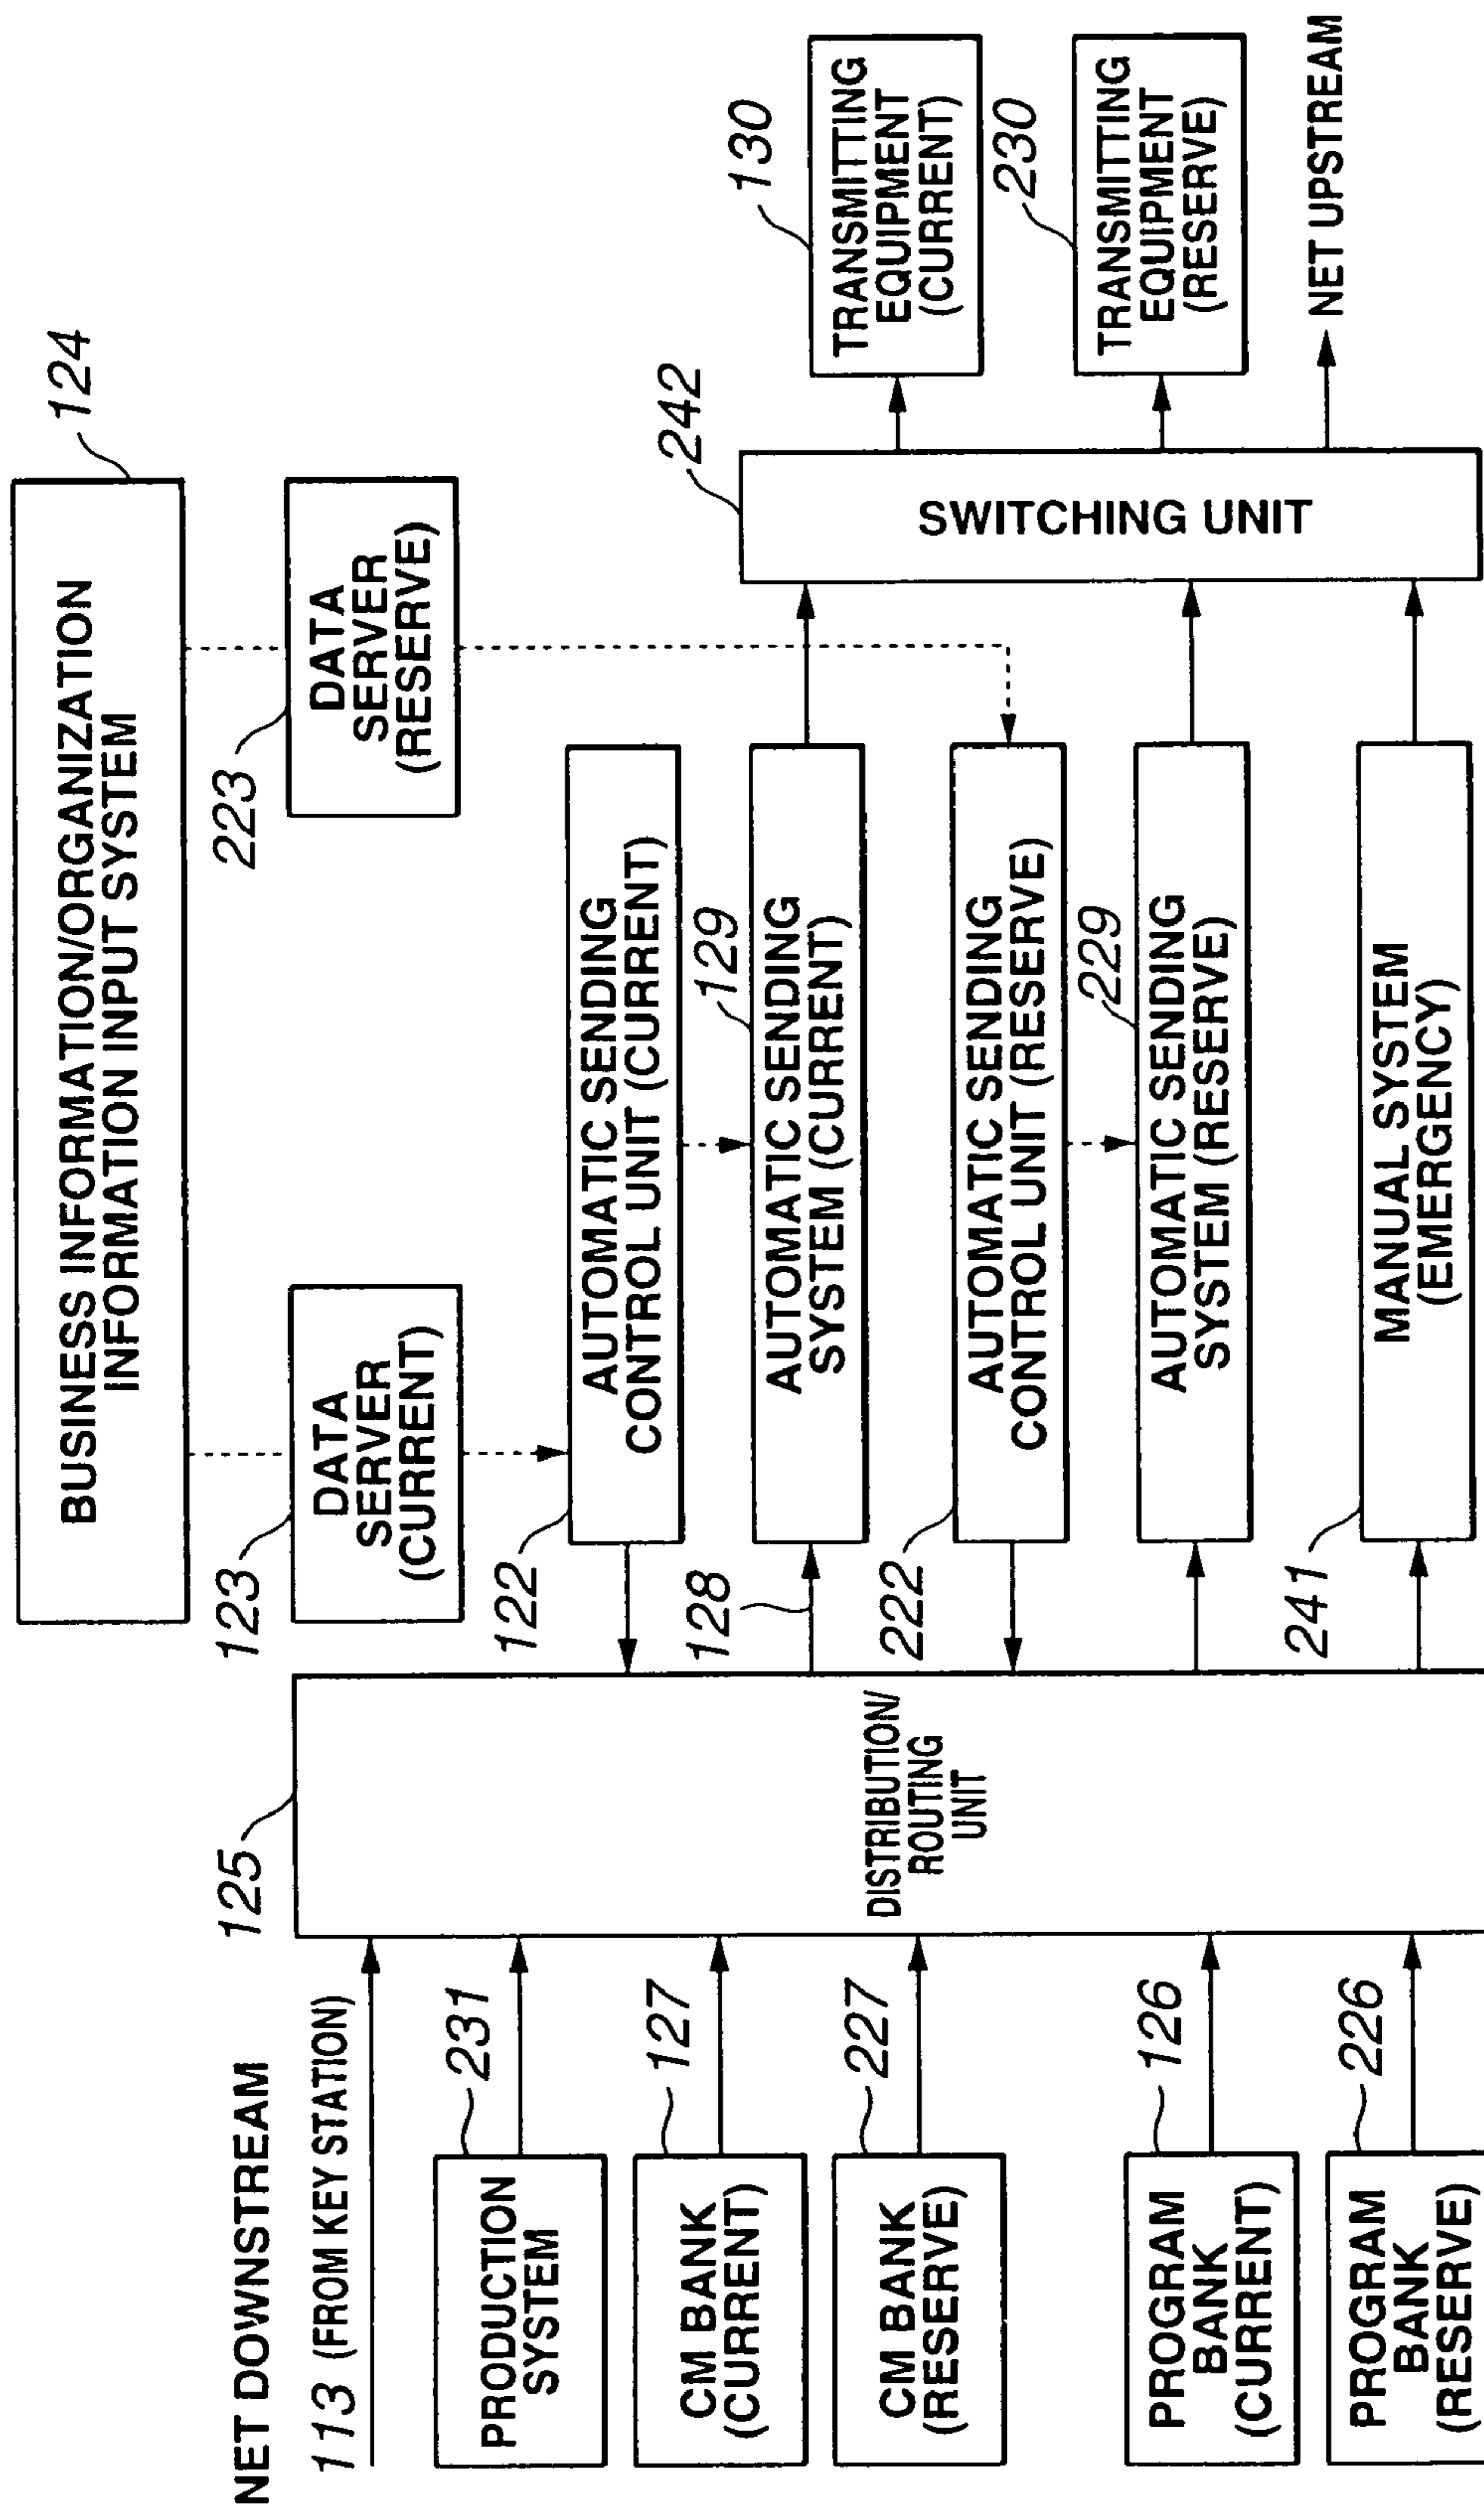 BUSINESS INFORMATION/ORGANIZATION
INFORMATION INPUT SYSTEM
124
123
DATA
SERVER
(CURRENT)
223
DATA
SERVER
(RESERVE)
NET DOWNSTREAM
113 (FROM KEY STATION)
125
DISTRIBUTION/
ROUTING
UNIT
PRODUCTION
SYSTEM
231
CM BANK
(CURRENT)
127
CM BANK
(RESERVE)
227
PROGRAM
BANK
(CURRENT)
126
PROGRAM
BANK
(RESERVE)
226
122
AUTOMATIC SENDING
CONTROL UNIT (CURRENT)
128
129
AUTOMATIC SENDING
SYSTEM (CURRENT)
222
AUTOMATIC SENDING
CONTROL UNIT (RESERVE)
229
AUTOMATIC SENDING
SYSTEM (RESERVE)
241
MANUAL SYSTEM
(EMERGENCY)
242
SWITCHING UNIT
130
TRANSMITTING
EQUIPMENT
(CURRENT)
230
TRANSMITTING
EQUIPMENT
(RESERVE)
NET UPSTREAM